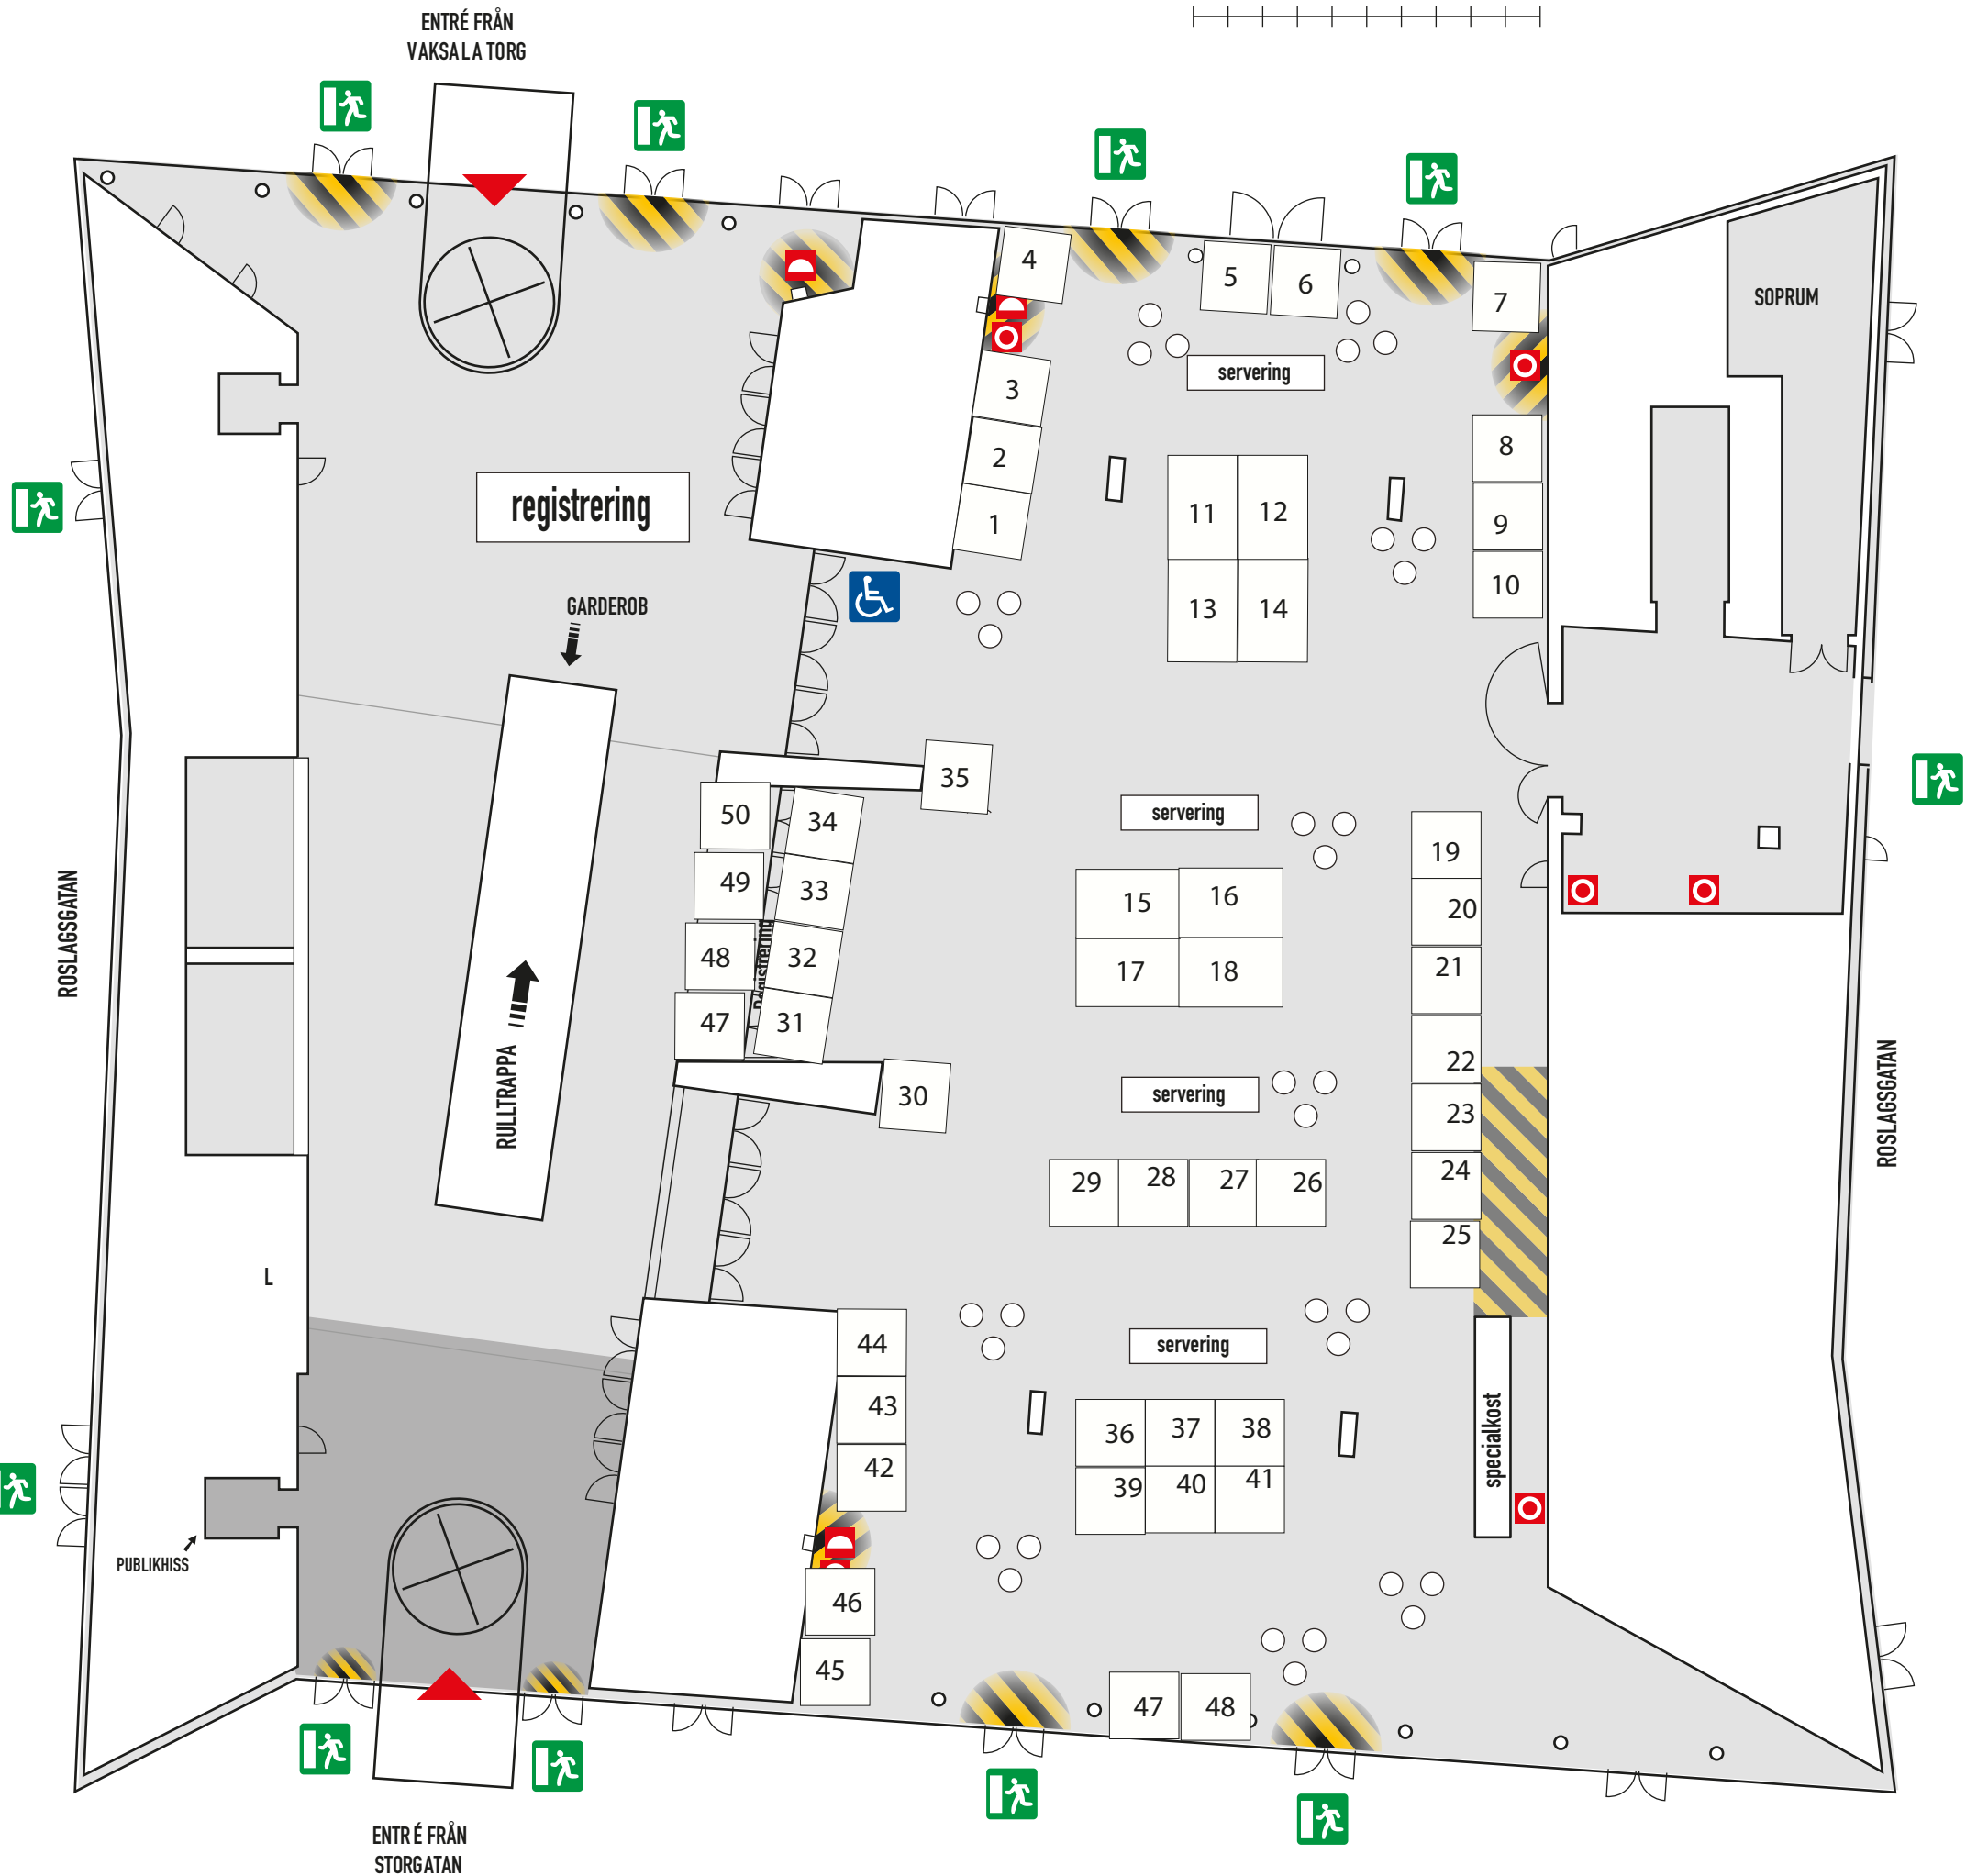 ENTRÉ FRÅN
VAKSALA TORG
4
5
6
7
SOPRUM
servering
3
2
1
8
9
10
11
12
13
14
registrering
GARDEROB
35
50
34
49
33
48
32
47
31
Registrering
servering
19
15
16
20
17
18
21
22
23
24
25
ROSLAGSGATAN
RULLTRAPPA
30
servering
ROSLAGSGATAN
29
28
27
26
L
44
43
42
servering
36
37
38
39
40
41
specialkost
PUBLIKHISS
46
45
47
48
ENTRÉ FRÅN
STORGATAN